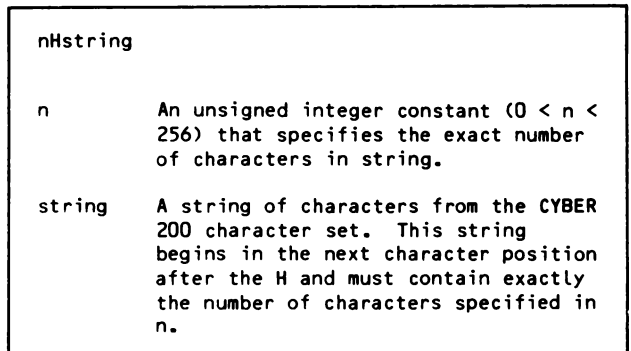 nHstring
n An unsigned integer constant (0 < n <
256) that specifies the exact number
of characters in string.
string A string of characters from the CYBER
200 character set. This string
begins in the next character position
after the H and must contain exactly
the number of characters specified in
n.